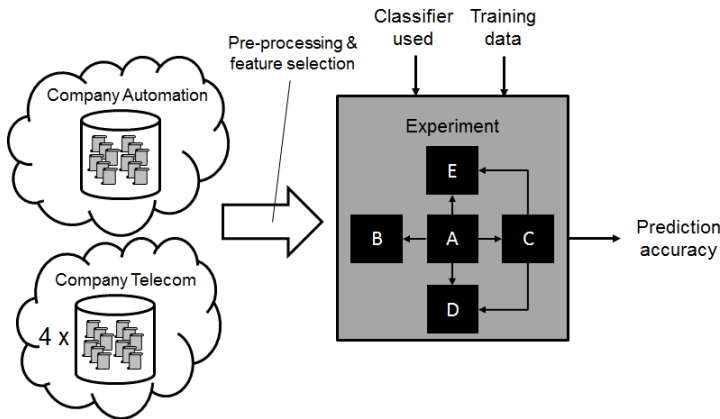 Classifier
used
Training
data
Pre-processing &
feature selection
Company Automation
Experiment
E
B
A
C
D
Prediction
accuracy
Company Telecom
4 x